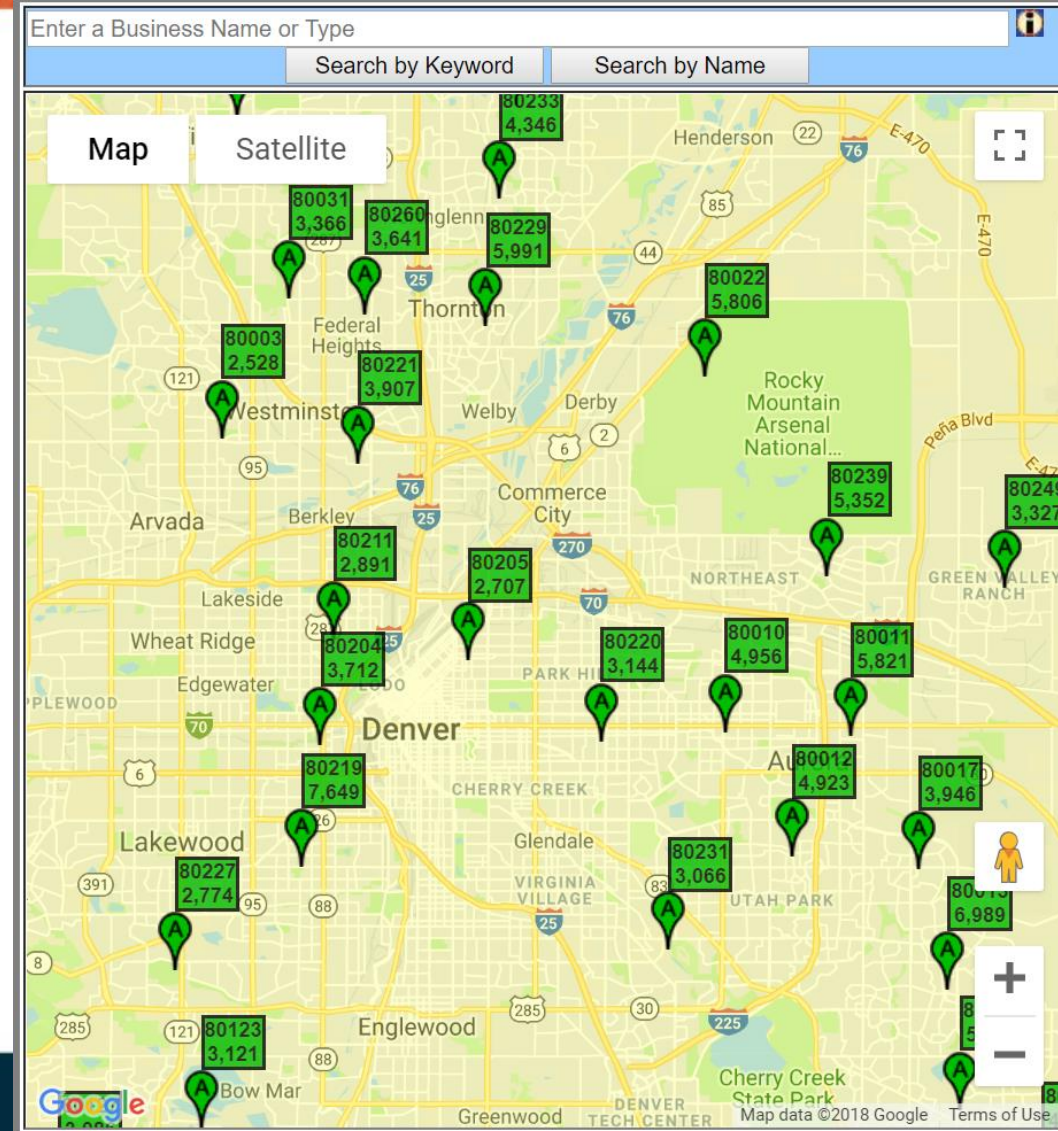 Enter a Business Name or Type
Search by Keyword Search by Name
Map Satellite
80233
4,346
Henderson
22
76
E-470
85
80031
3,366
80260
3,641
80229
5,991
44
E-470
25
Thornton
80022
5,806
76
Federal
Heights
80003
2,528
80221
3,907
121
Westminste
Welby
Derby
6
2
Rocky
Mountain
Arsenal
National...
Peña Blvd
95
76
80239
5,352
3,327
Arvada
Berkley
25
Commerce
City
270
80211
2,891
80205
2,707
NORTHEAST
GREEN VALLEY
RANCH
Lakeside
70
Wheat Ridge
25
80204
3,712
80220
3,144
80010
4,956
80011
5,821
Edgewater
PARK
70
Denver
80219
7,649
6
CHERRY CREEK
80012
4,923
80017
3,946
Lakewood
Glendale
80227
2,774
391
95
88
VIRGINIA
VILLAGE
25
80231
3,066
83
UTAH PARK
6,989
8
285
121
80123
3,121
88
Englewood
285
30
225
+
−
Bow Mar
Cherry Creek
State Park
Google
Greenwood
DENVER
TECH CENTER
Map data ©2018 Google Terms of Use